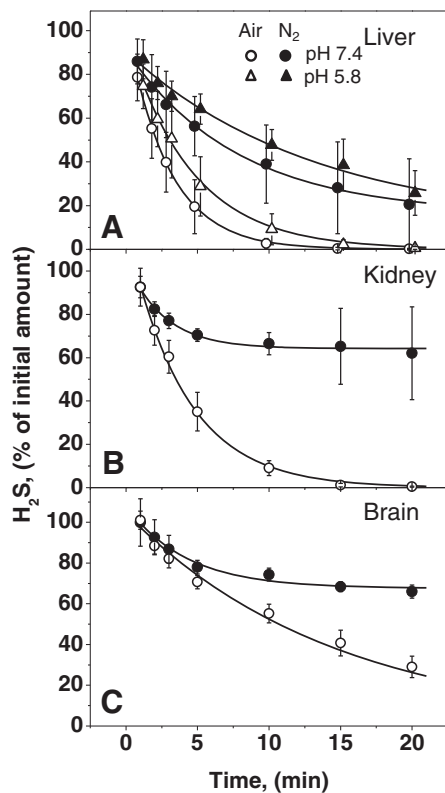 Air N₂
○ ● pH 7.4
△ ▲ pH 5.8
Liver
100
80
60
40
20
0
A
Kidney
100
80
60
40
20
0
B
Brain
100
80
60
40
20
0
C
0 5 10 15 20
Time, (min)
H₂S, (% of initial amount)